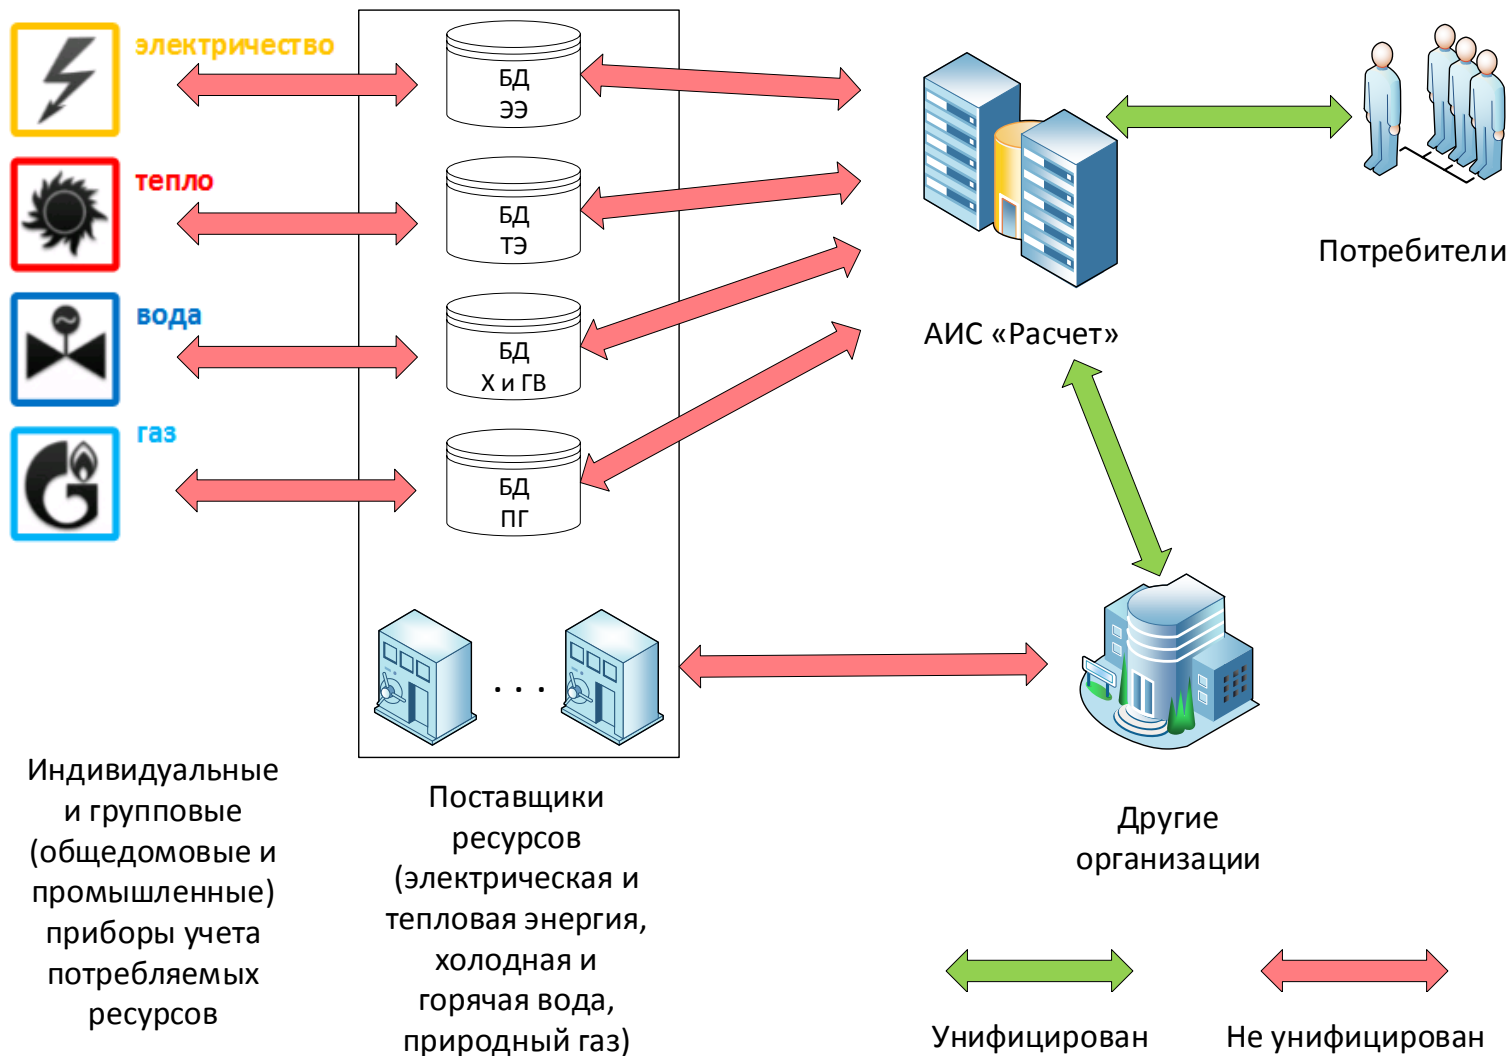 электричество
БД
ЭЭ
тепло
БД
ТЭ
вода
БД
Х и ГВ
газ
БД
ПГ
. . .
АИС «Расчет»
Потребители
Индивидуальные
и групповые
(общедомовые и
промышленные)
приборы учета
потребляемых
ресурсов
Поставщики
ресурсов
(электрическая и
тепловая энергия,
холодная и
горячая вода,
природный газ)
Другие
организации
Унифицирован
Не унифицирован